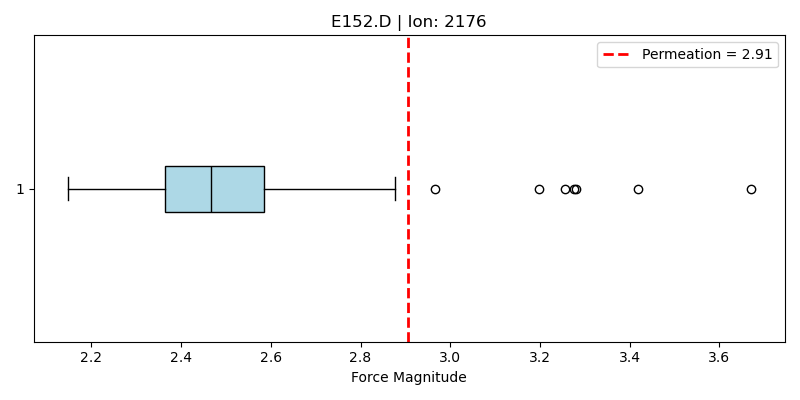 E152.D | Ion: 2176
Permeation = 2.91
1
2.2 2.4 2.6 2.8 3.0 3.2 3.4 3.6
Force Magnitude